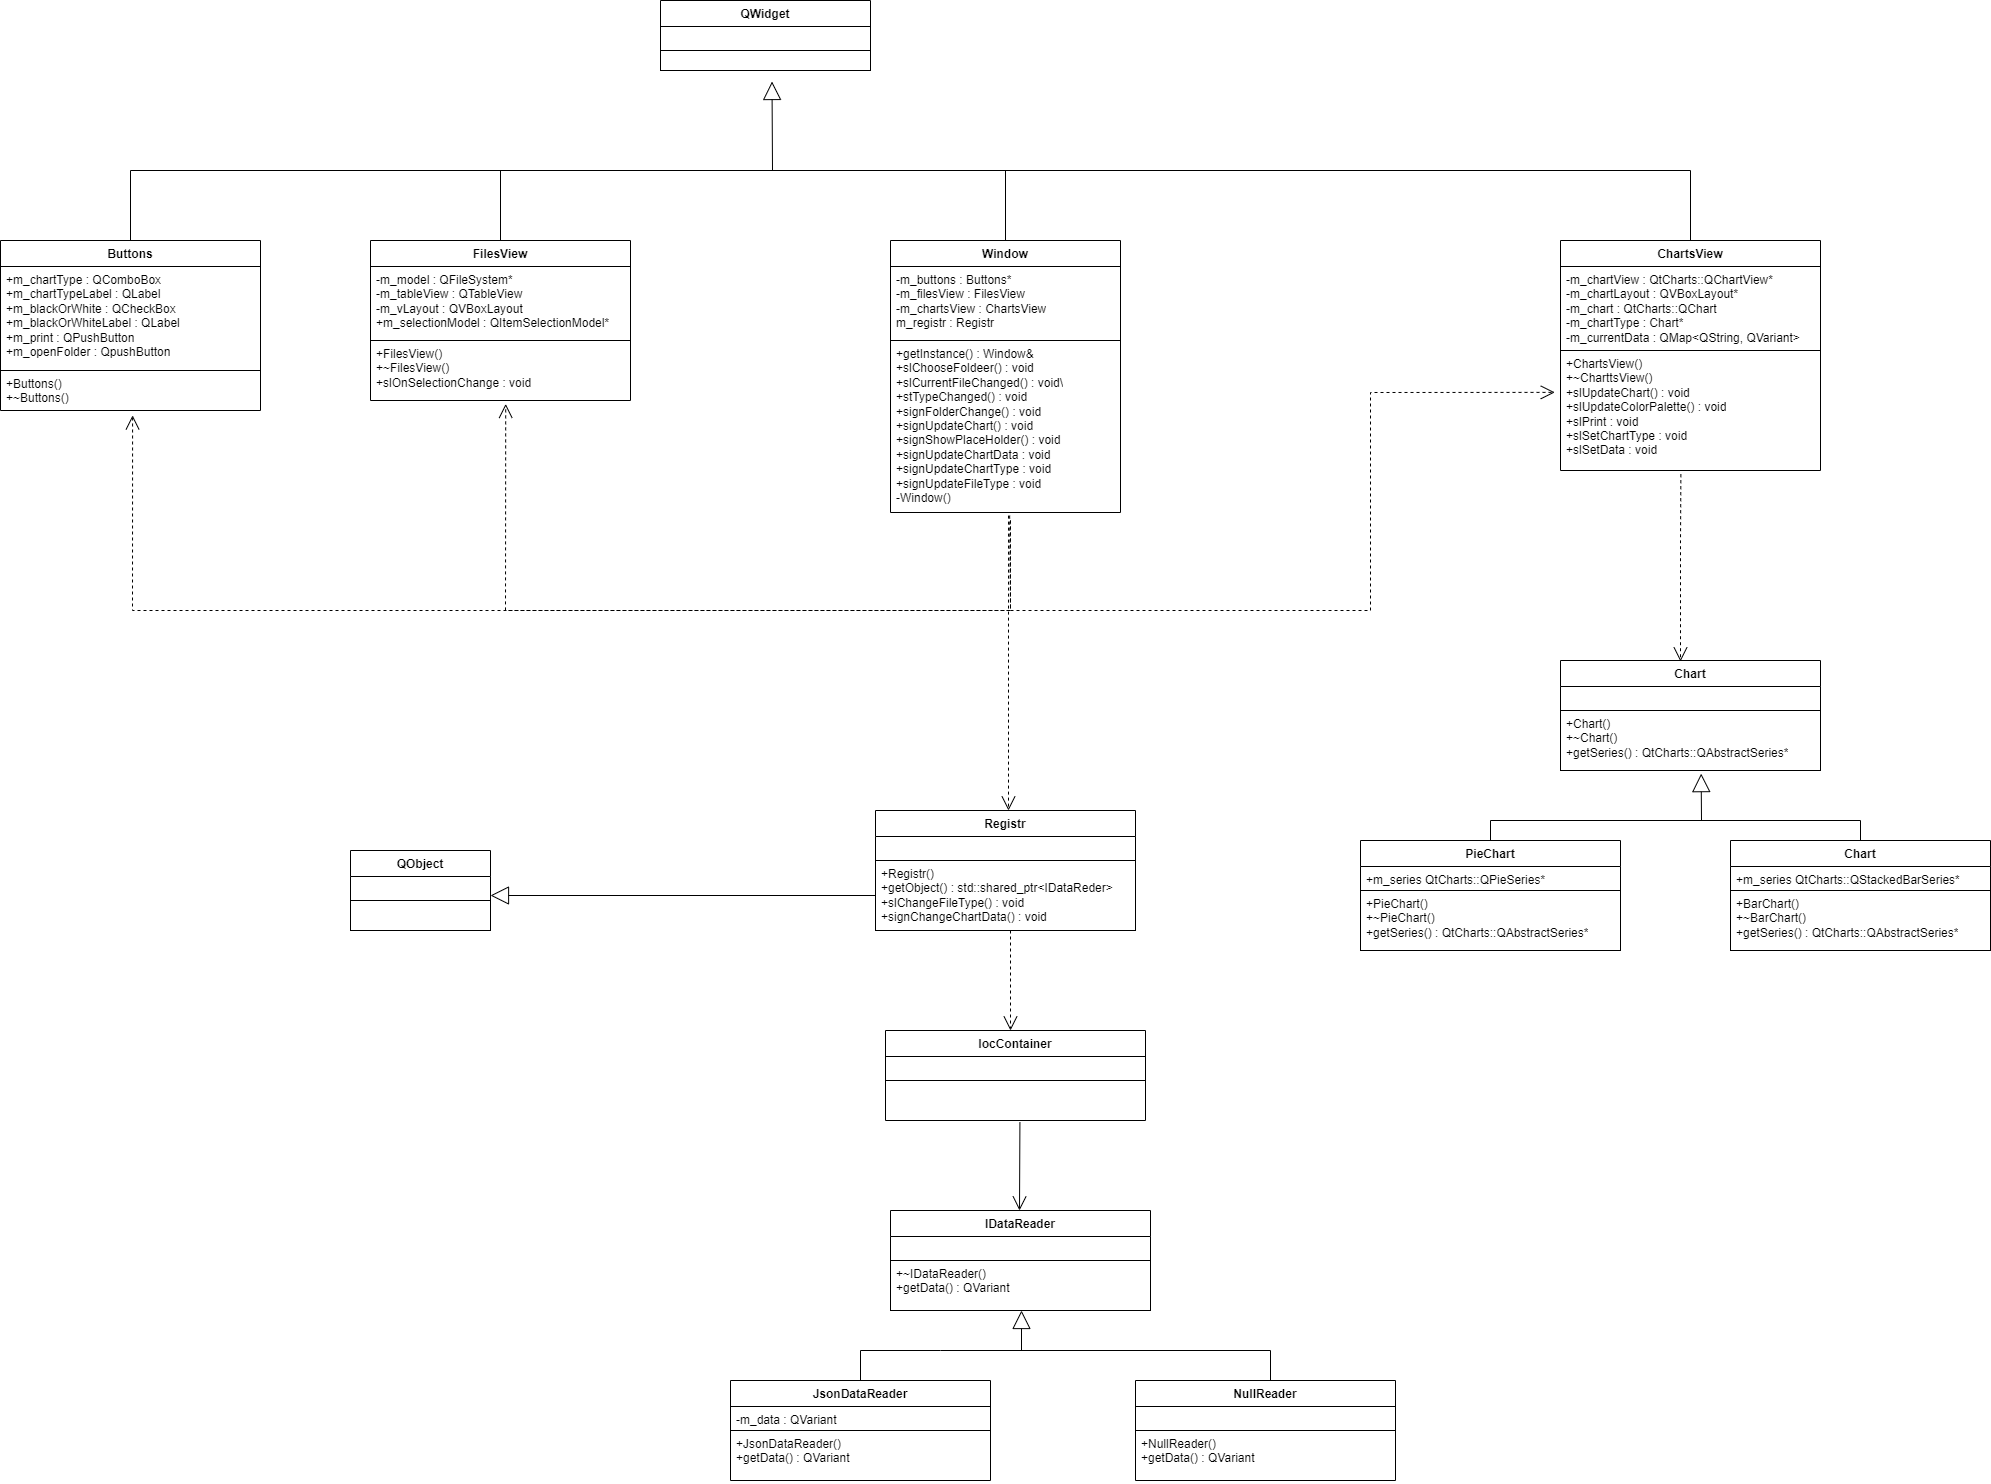 QWidget
Buttons
+m_chartType : QComboBox
+m_chartTypeLabel : QLabel
+m_blackOrWhite : QCheckBox
+m_blackOrWhiteLabel : QLabel
+m_print : QPushButton
+m_openFolder : QpushButton
+Buttons()
+~Buttons()
FilesView
-m_model : QFileSystem*
-m_tableView : QTableView
-m_vLayout : QVBoxLayout
+m_selectionModel : QItemSelectionModel*
+FilesView()
+~FilesView()
+slOnSelectionChange : void
Window
-m_buttons : Buttons*
-m_filesView : FilesView
-m_chartsView : ChartsView
m_registr : Registr
+getInstance() : Window&
+slChooseFoldeer() : void
+slCurrentFileChanged() : void\
+stTypeChanged() : void
+signFolderChange() : void
+signUpdateChart() : void
+signShowPlaceHolder() : void
+signUpdateChartData : void
+signUpdateChartType : void
+signUpdateFileType : void
-Window()
ChartsView
-m_chartView : QtCharts::QChartView*
-m_chartLayout : QVBoxLayout*
-m_chart : QtCharts::QChart
-m_chartType : Chart*
-m_currentData : QMap<QString, QVariant>
+ChartsView()
+~CharttsView()
+slUpdateChart() : void
+slUpdateColorPalette() : void
+slPrint : void
+slSetChartType : void
+slSetData : void
Chart
+Chart()
+~Chart()
+getSeries() : QtCharts::QAbstractSeries*
Registr
+Registr()
+getObject() : std::shared_ptr<IDataReder>
+slChangeFileType() : void
+signChangeChartData() : void
QObject
PieChart
+m_series QtCharts::QPieSeries*
+PieChart()
+~PieChart()
+getSeries() : QtCharts::QAbstractSeries*
Chart
+m_series QtCharts::QStackedBarSeries*
+BarChart()
+~BarChart()
+getSeries() : QtCharts::QAbstractSeries*
IocContainer
IDataReader
+~IDataReader()
+getData() : QVariant
JsonDataReader
-m_data : QVariant
+JsonDataReader()
+getData() : QVariant
NullReader
+NullReader()
+getData() : QVariant